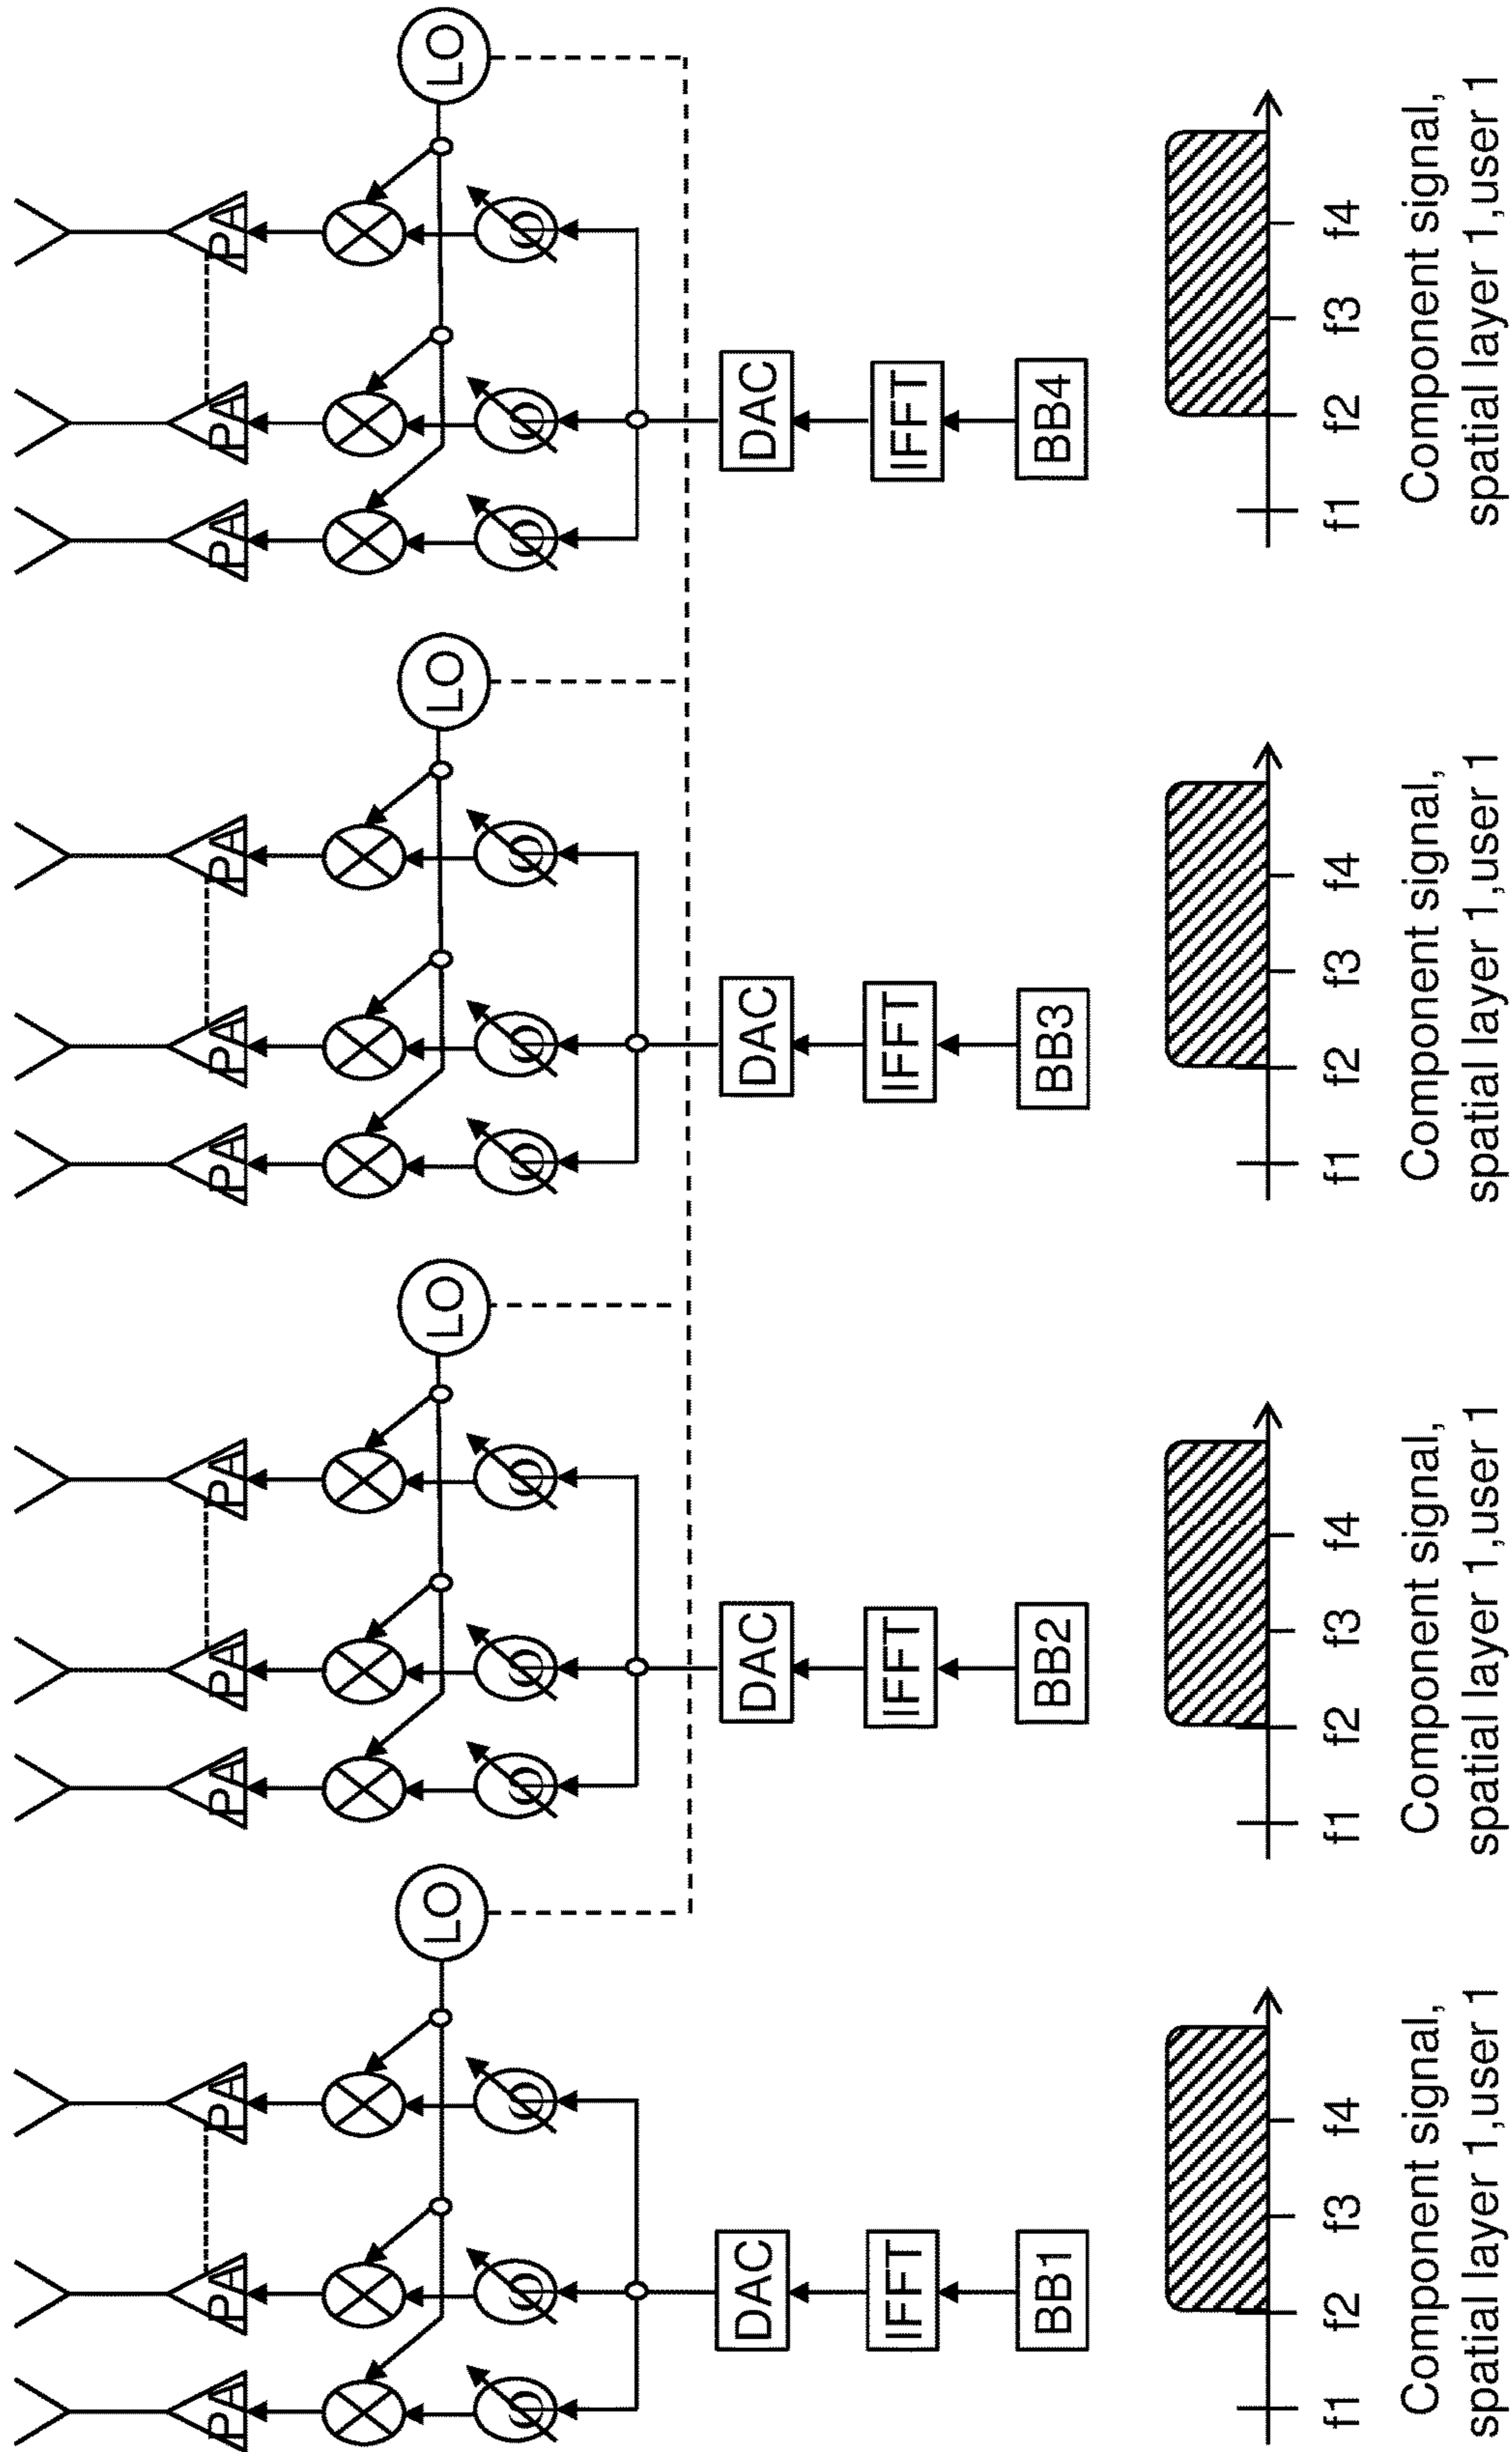 PA PA PA PA PA PA PA PA PA PA PA PA
LO LO LO LO
φ φ φ φ φ φ φ φ φ φ φ φ
DAC DAC DAC DAC
IFFT IFFT IFFT IFFT
BB1 BB2 BB3 BB4
f1 f2 f3 f4 f1 f2 f3 f4 f1 f2 f3 f4 f1 f2 f3 f4
Component signal,
spatial layer 1,user 1
Component signal,
spatial layer 1,user 1
Component signal,
spatial layer 1,user 1
Component signal,
spatial layer 1,user 1